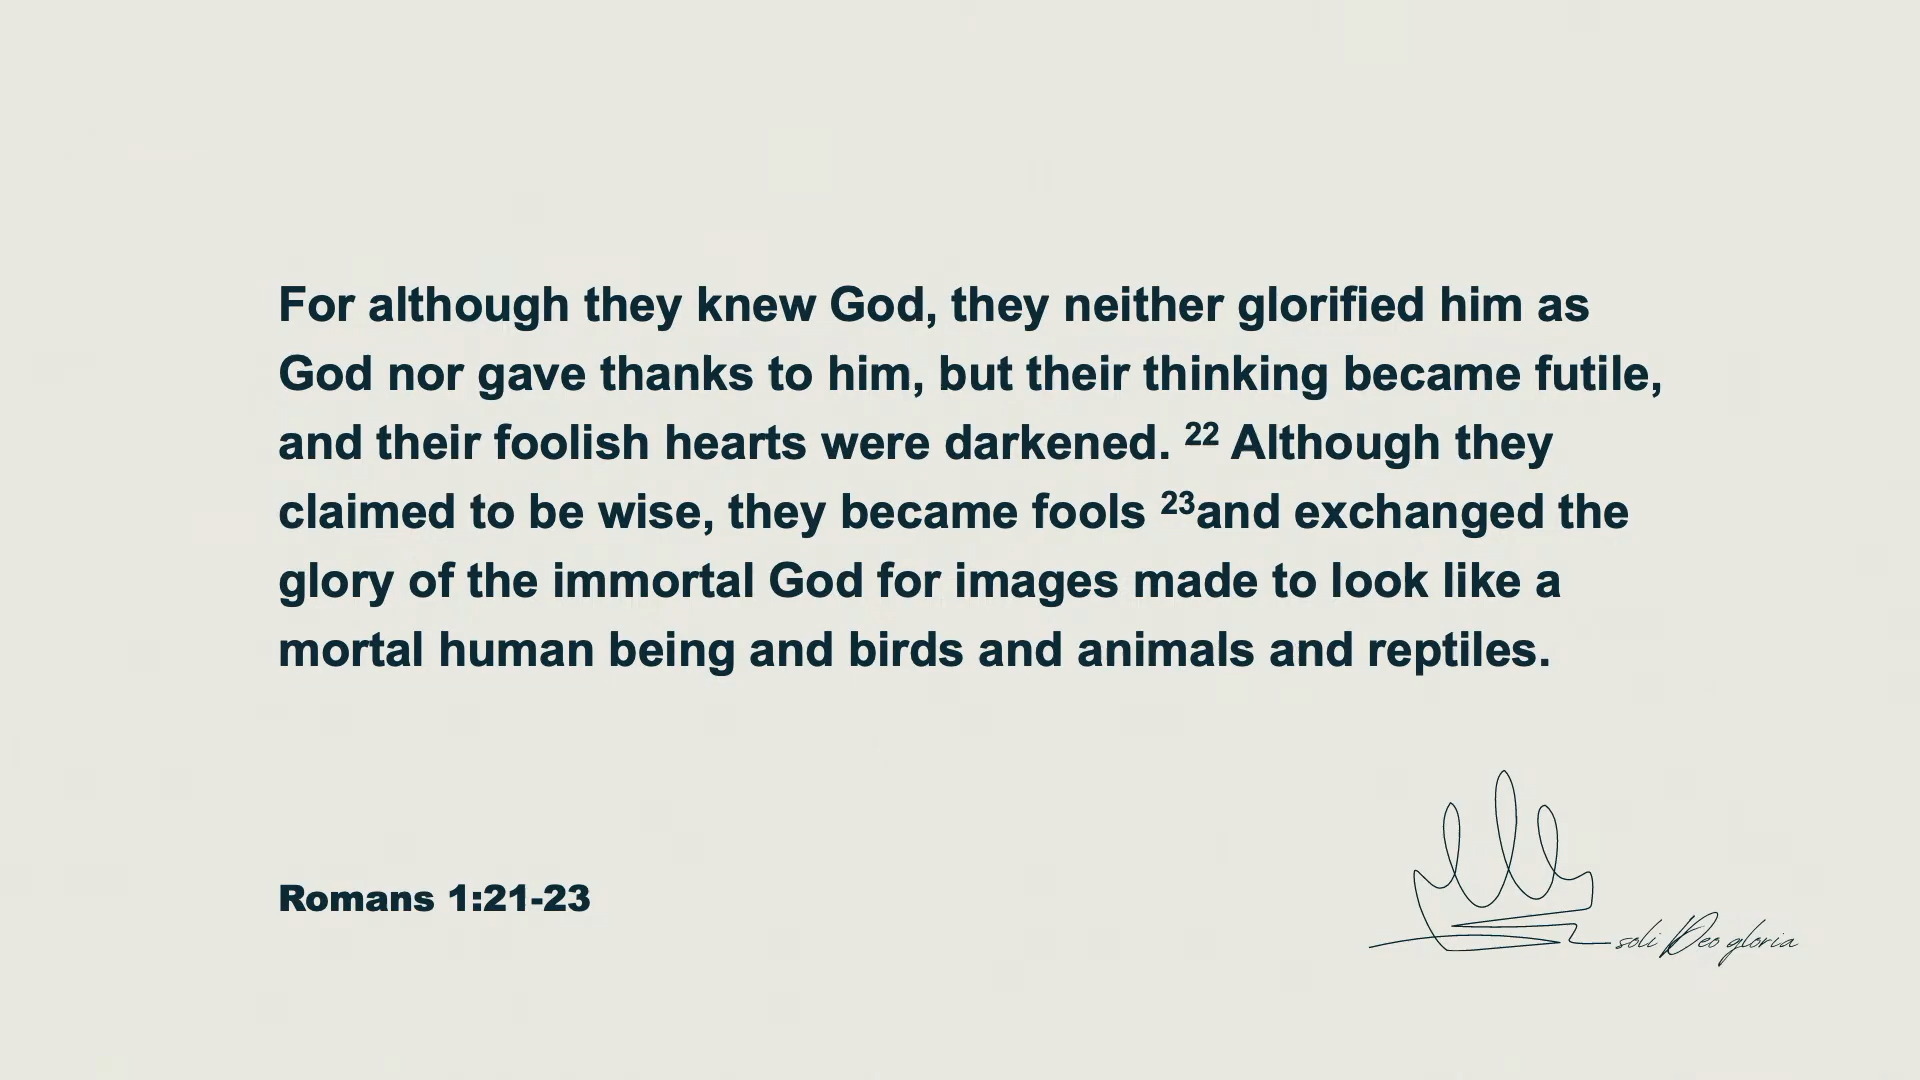 For although they knew God, they neither glorified him as
God nor gave thanks to him, but their thinking became futile,
and their foolish hearts were darkened. 22 Although they
claimed to be wise, they became fools 23and exchanged the
glory of the immortal God for images made to look like a
mortal human being and birds and animals and reptiles.
Romans 1:21-23
soli Deo gloria